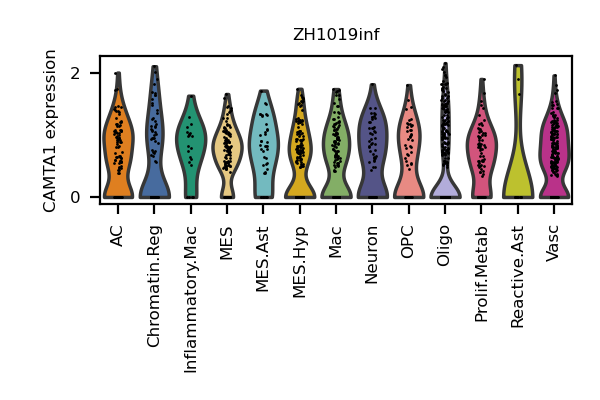 ZH1019inf
CAMTA1 expression
2
0
AC
Chromatin.Reg
Inflammatory.Mac
MES
MES.Ast
MES.Hyp
Mac
Neuron
OPC
Oligo
Prolif.Metab
Reactive.Ast
Vasc